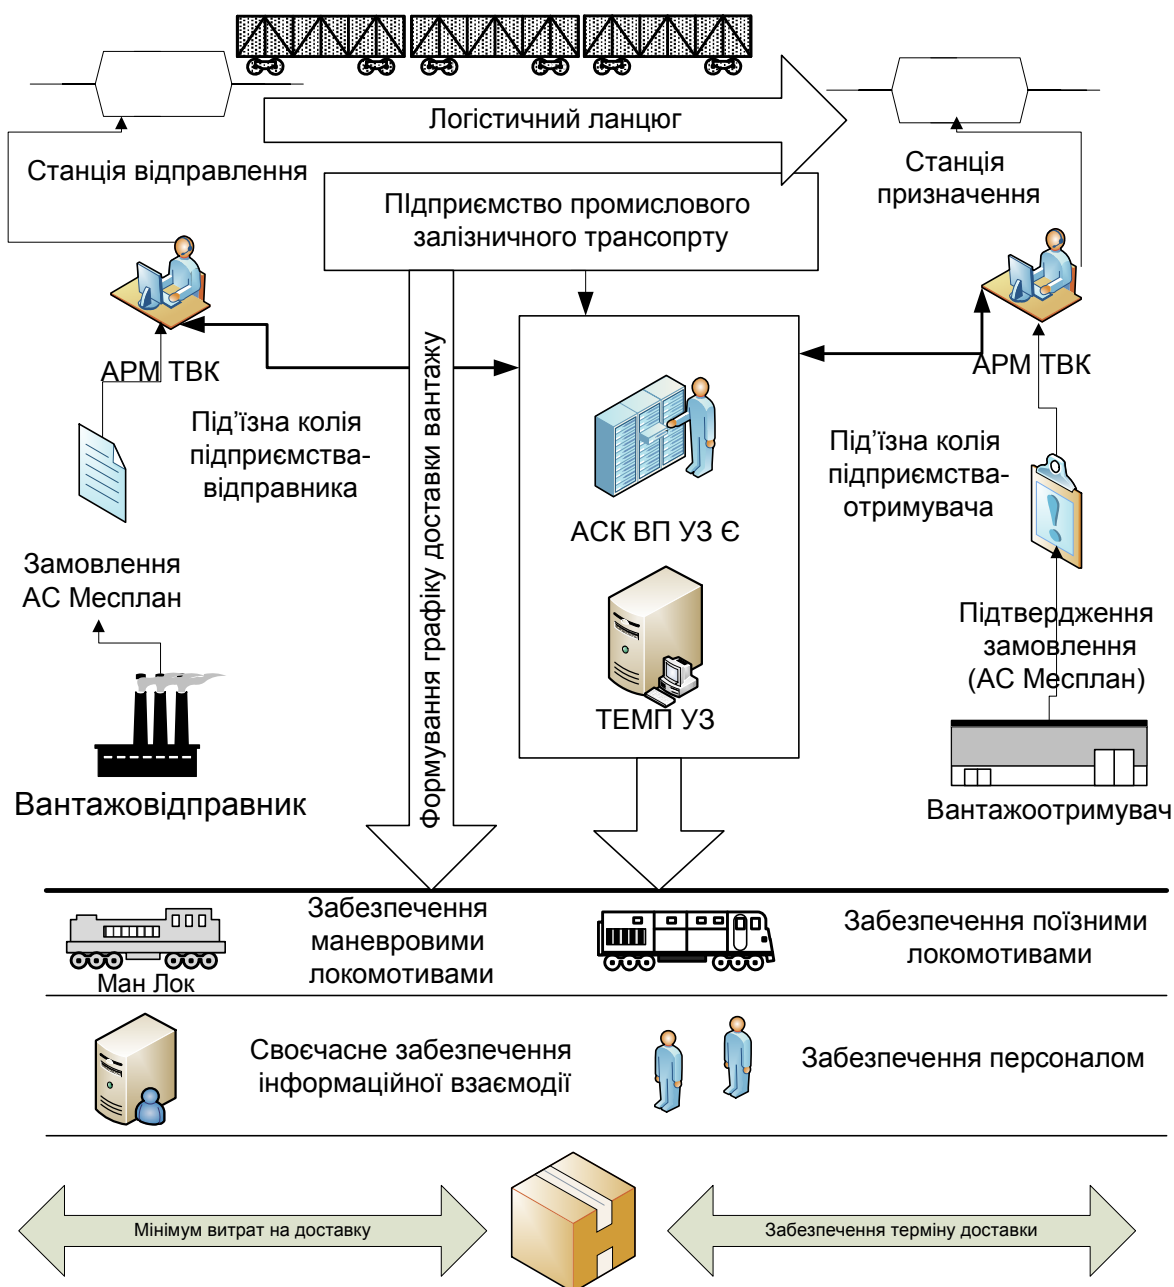 Логістичний ланцюг
Станція відправлення
Станція
призначення
ПІдприємство промислового
залізничного трансопрту
АРМ ТВК
АРМ ТВК
Під’їзна колія
підприємства-
відправника
Під’їзна колія
підприємства-
отримувача
Формування графіку доставки вантажу
АСК ВП УЗ Є
ТЕМП УЗ
Замовлення
АС Месплан
Підтвердження
замовлення
(АС Месплан)
Вантажовідправник
Вантажоотримувач
Ман Лок
Забезпечення
маневровими
локомотивами
Забезпечення поїзними
локомотивами
Своєчасне забезпечення
інформаційної взаємодії
Забезпечення персоналом
Мінімум витрат на доставку
Забезпечення терміну доставки